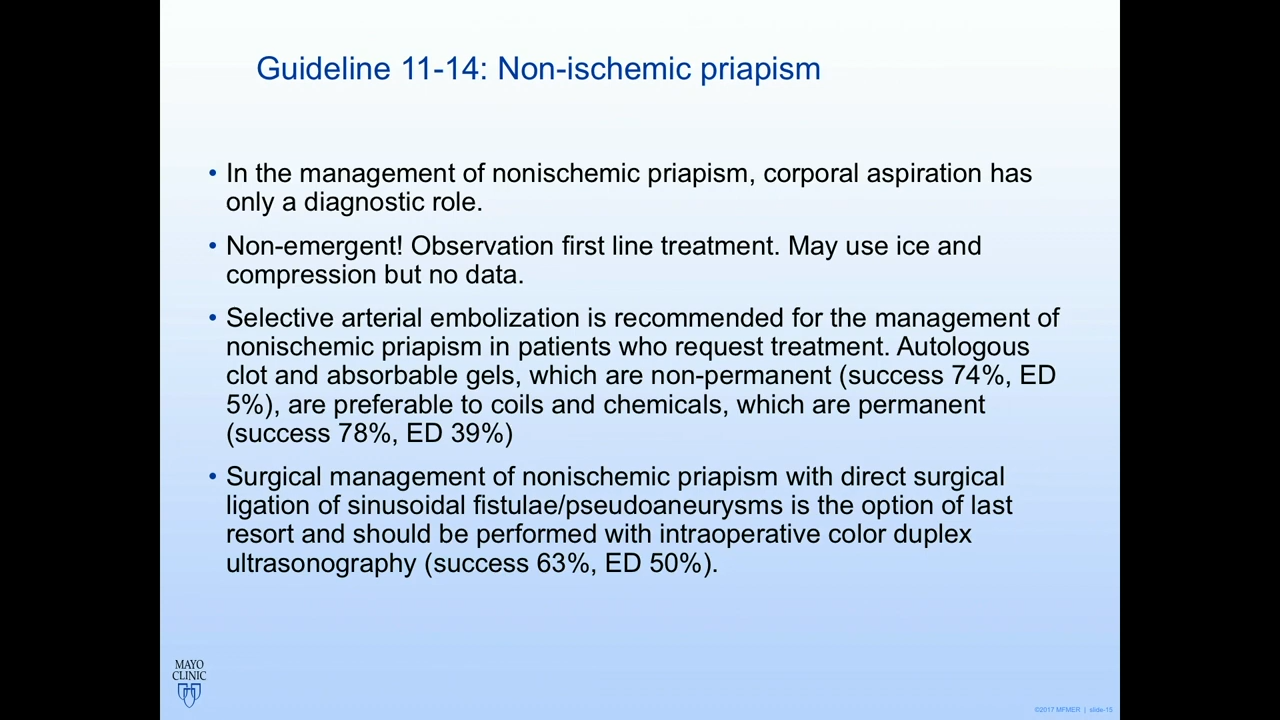 Guideline 11-14: Non-ischemic priapism
• In the management of nonischemic priapism, corporal aspiration has
only a diagnostic role.
• Non-emergent! Observation first line treatment. May use ice and
compression but no data.
• Selective arterial embolization is recommended for the management of
nonischemic priapism in patients who request treatment. Autologous
clot and absorbable gels, which are non-permanent (success 74%, ED
5%), are preferable to coils and chemicals, which are permanent
(success 78%, ED 39%)
• Surgical management of nonischemic priapism with direct surgical
ligation of sinusoidal fistulae/pseudoaneurysms is the option of last
resort and should be performed with intraoperative color duplex
ultrasonography (success 63%, ED 50%).
MAYO
CLINIC
©2017 MFMER | slide-15